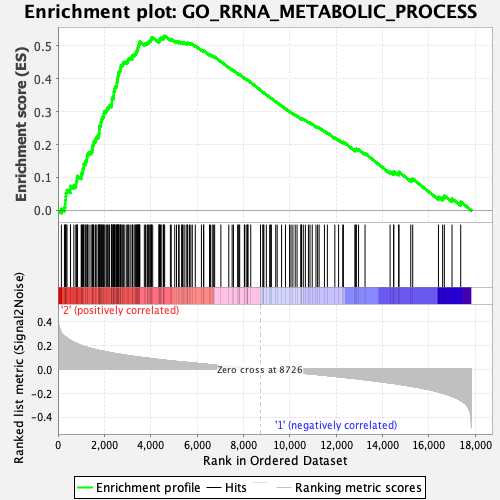 Enrichment plot: GO_RRNA_METABOLIC_PROCESS
Enrichment score (ES)
0.5
0.4
0.3
0.2
0.1
0.0
'2' (positively correlated)
Ranked list metric (Signal2Noise)
0.4
0.2
0.0
-0.2
-0.4
Zero cross at 8726
'1' (negatively correlated)
0 2,000 4,000 6,000 8,000 10,000 12,000 14,000 16,000 18,000
Rank in Ordered Dataset
Enrichment profile Hits Ranking metric scores